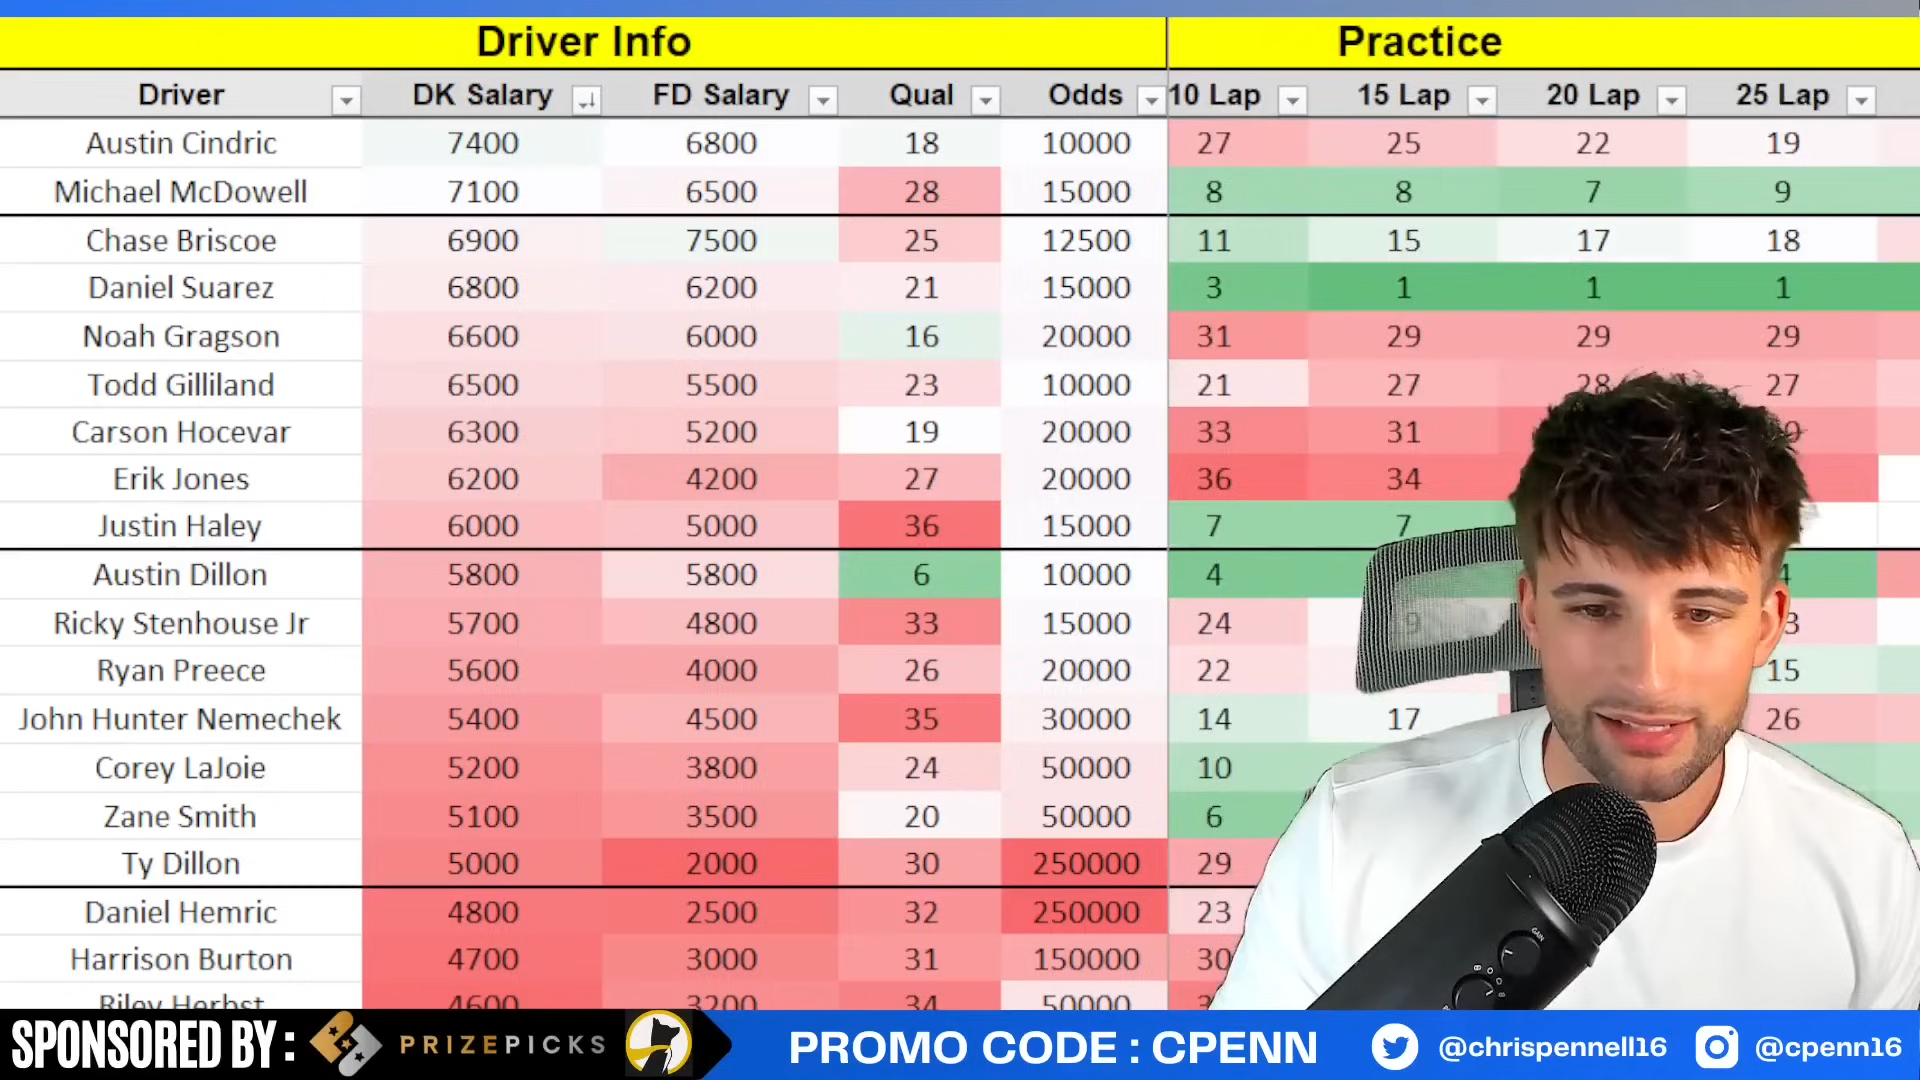 Driver Info Practice
Driver DK Salary FD Salary Qual Odds 10 Lap 15 Lap 20 Lap 25 Lap
Austin Cindric 7400 6800 18 10000 27 25 22 19
Michael McDowell 7100 6500 28 15000 8 8 7 9
Chase Briscoe 6900 7500 25 12500 11 15 17 18
Daniel Suarez 6800 6200 21 15000 3 1 1 1
Noah Gragson 6600 6000 16 20000 31 29 29 29
Todd Gilliland 6500 5500 23 10000 21 27 28 27
Carson Hocevar 6300 5200 19 20000 33 31
Erik Jones 6200 4200 27 20000 36 34
Justin Haley 6000 5000 36 15000 7 7
Austin Dillon 5800 5800 6 10000 4
Ricky Stenhouse Jr 5700 4800 33 15000 24
Ryan Preece 5600 4000 26 20000 22 15
John Hunter Nemechek 5400 4500 35 30000 14 17 26
Corey LaJoie 5200 3800 24 50000 10
Zane Smith 5100 3500 20 50000 6
Ty Dillon 5000 2000 30 250000 29
Daniel Hemric 4800 2500 32 250000 23
Harrison Burton 4700 3000 31 150000 30
Riley Herbst 4600 3200 34 50000
GAIN
SPONSORED BY : PRIZEPICKS PROMO CODE : CPENN @chrispennell16 @cpenn16